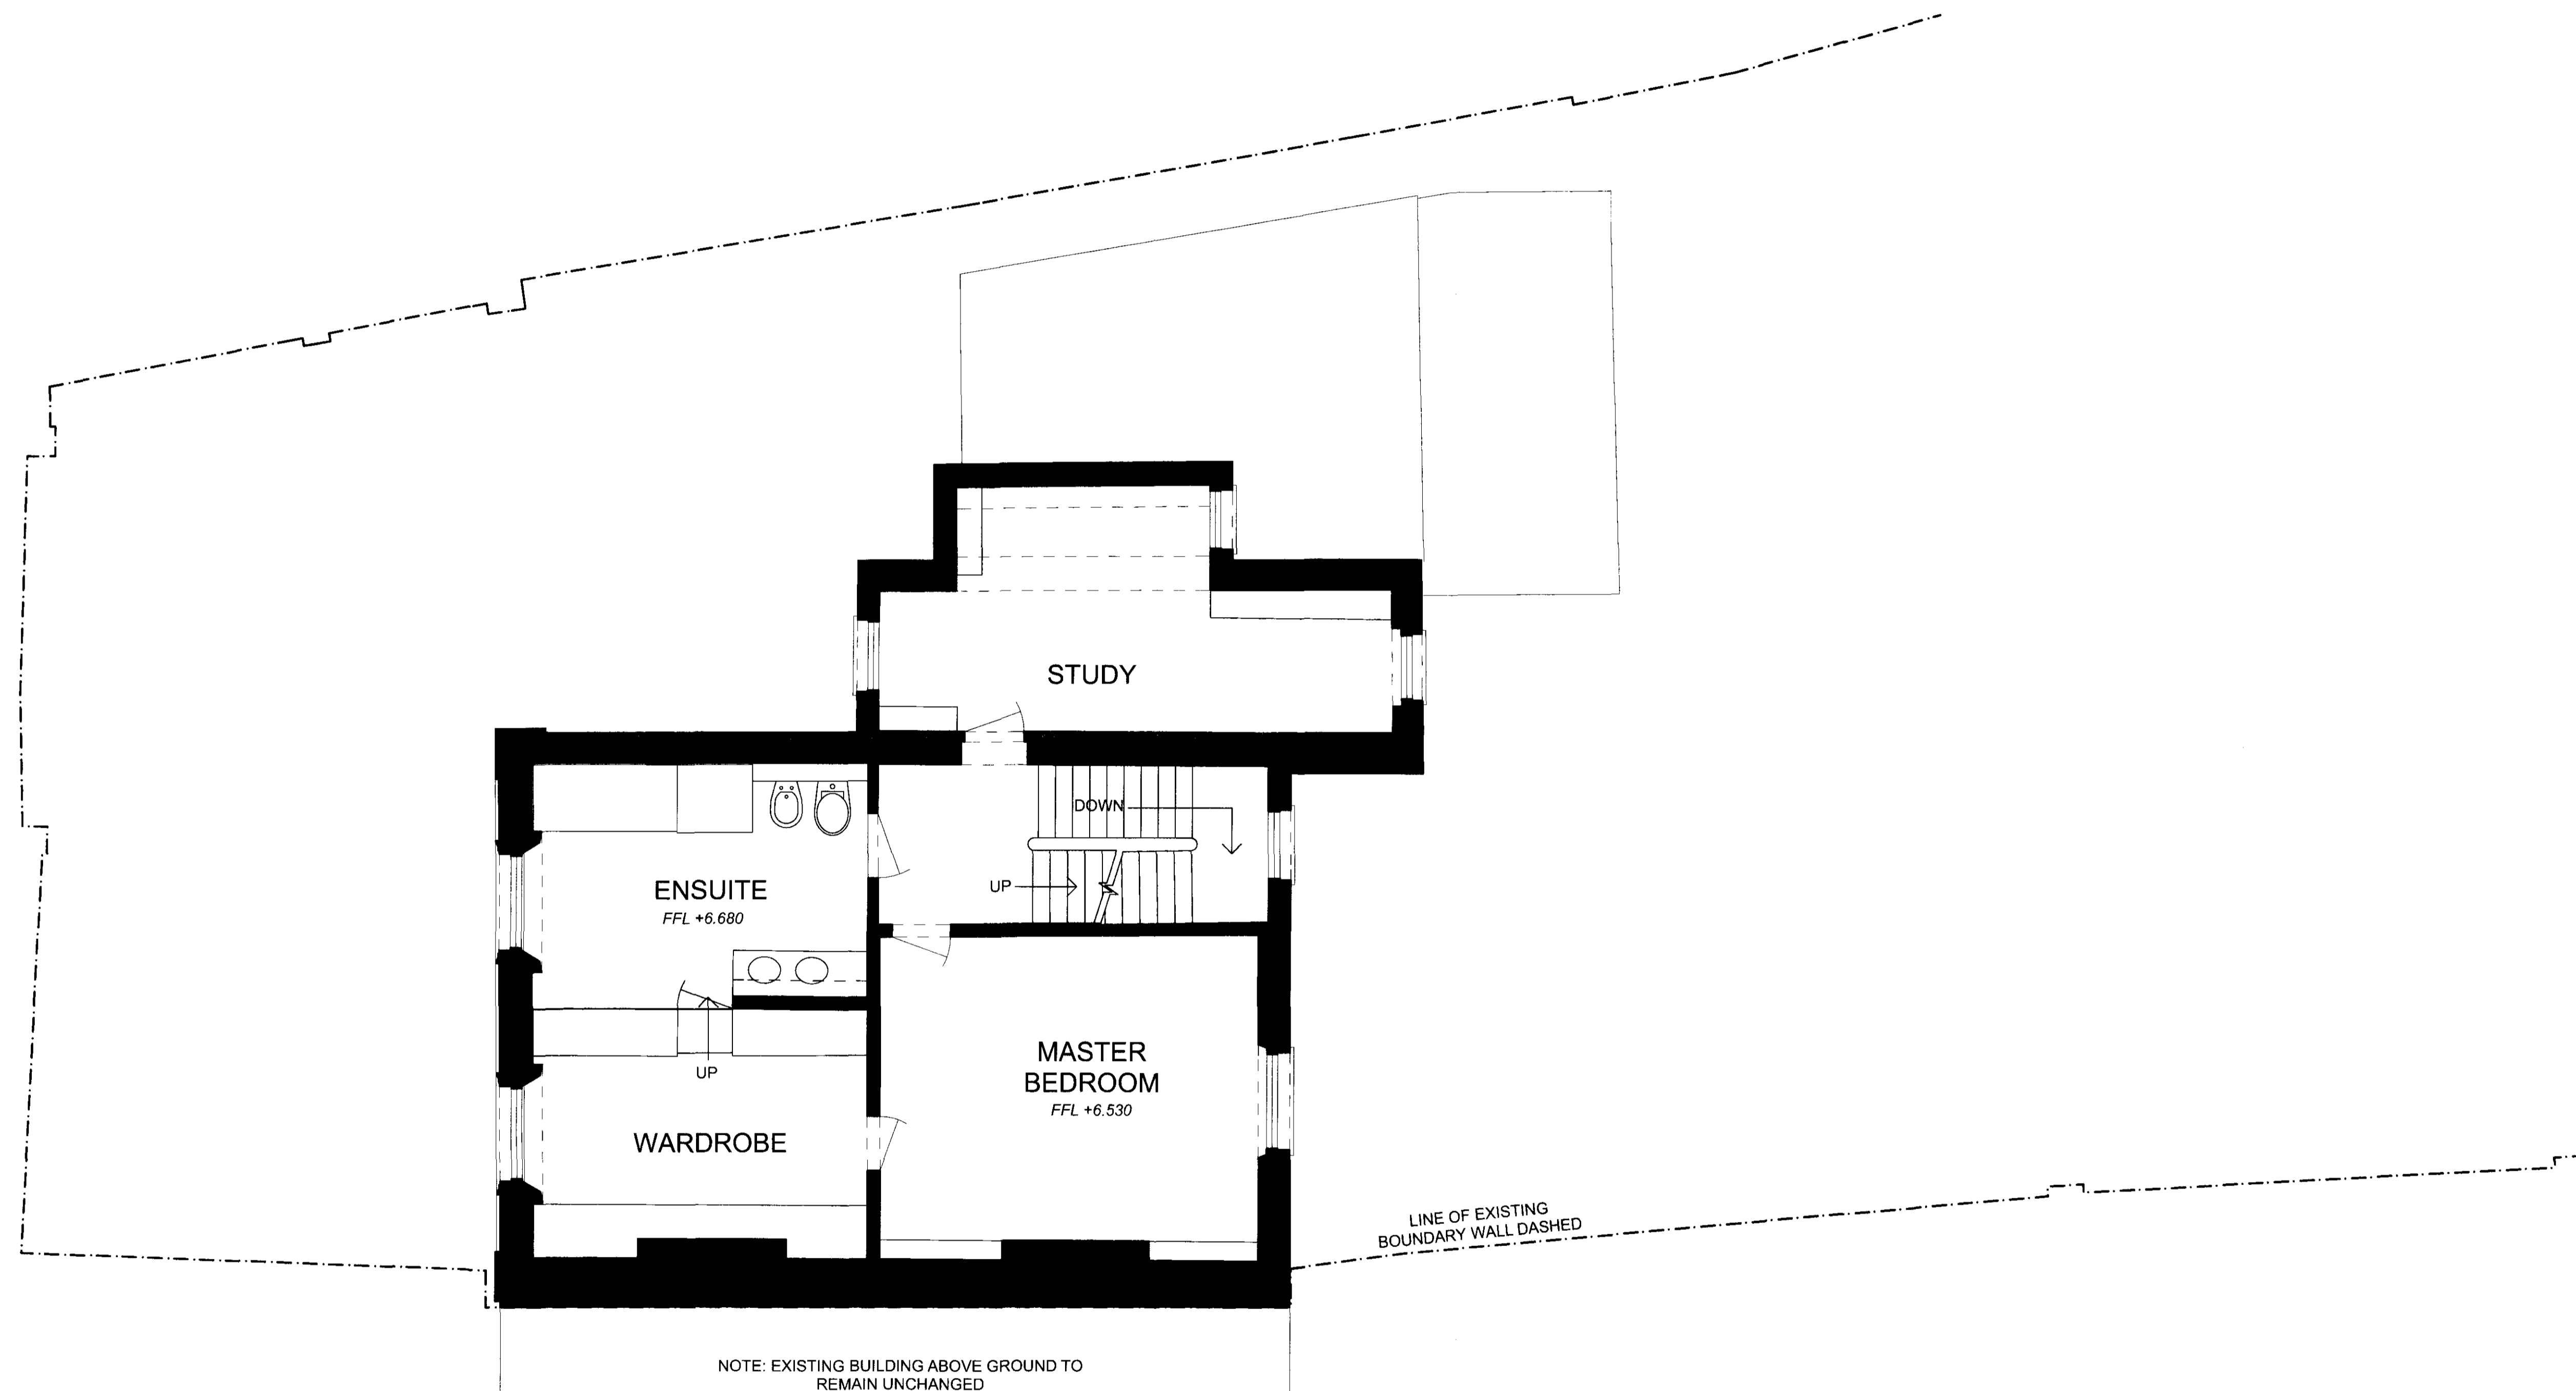 STUDY
DOWN
UP
ENSUITE
FFL +6.680
MASTER
BEDROOM
FFL +6.530
UP
WARDROBE
LINE OF EXISTING
BOUNDARY WALL DASHED
NOTE: EXISTING BUILDING ABOVE GROUND TO
REMAIN UNCHANGED